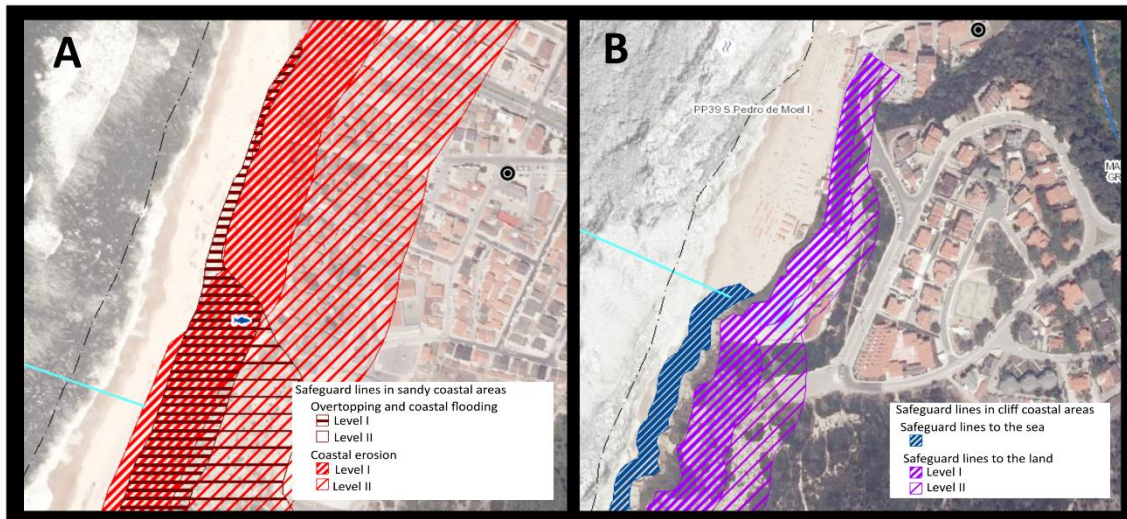 A
Safeguard lines in sandy coastal areas
Overtopping and coastal flooding
Level I
Level II
Coastal erosion
Level I
Level II
B
PP39 S.Pedro de Moel I
MA
GR
Safeguard lines in cliff coastal areas
Safeguard lines to the sea
Safeguard lines to the land
Level I
Level II